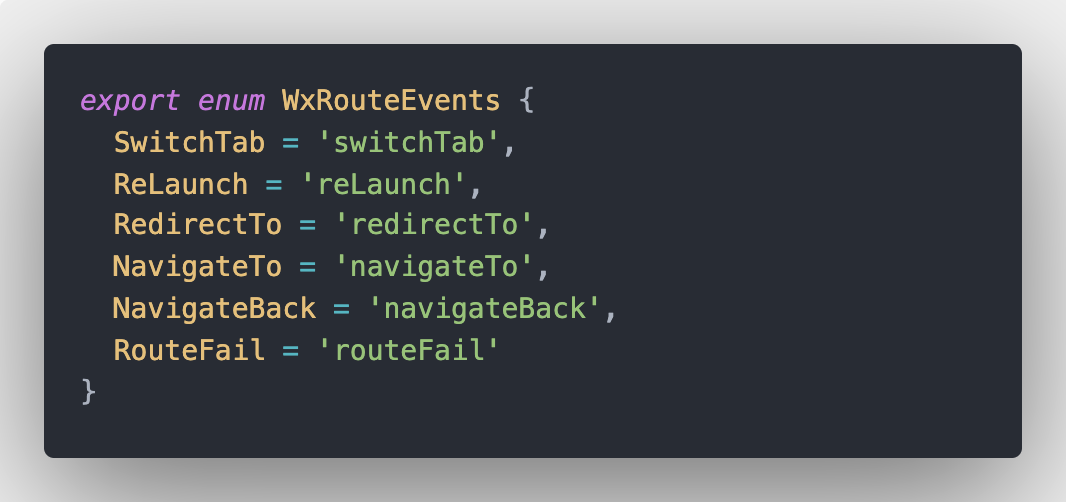 export enum WxRouteEvents {
  SwitchTab = 'switchTab',
  ReLaunch = 'reLaunch',
  RedirectTo = 'redirectTo',
  NavigateTo = 'navigateTo',
  NavigateBack = 'navigateBack',
  RouteFail = 'routeFail'
}